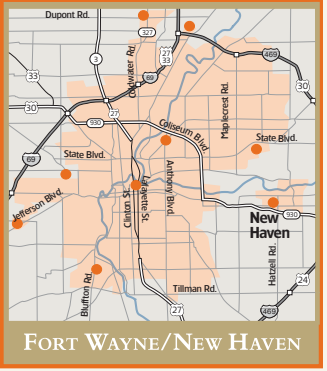 Dupont Rd.
327
Coldwater Rd.
3
27
33
469
33
69
Maplecrest Rd.
30
30
27
930
Coliseum Blvd.
State Blvd.
69
State Blvd.
Anthony Blvd.
Jefferson Blvd.
Clinton St.
Lafayette St.
New
Haven
930
Hatzell Rd.
Bluffton Rd.
Tillman Rd.
24
27
469
FORT WAYNE/NEW HAVEN